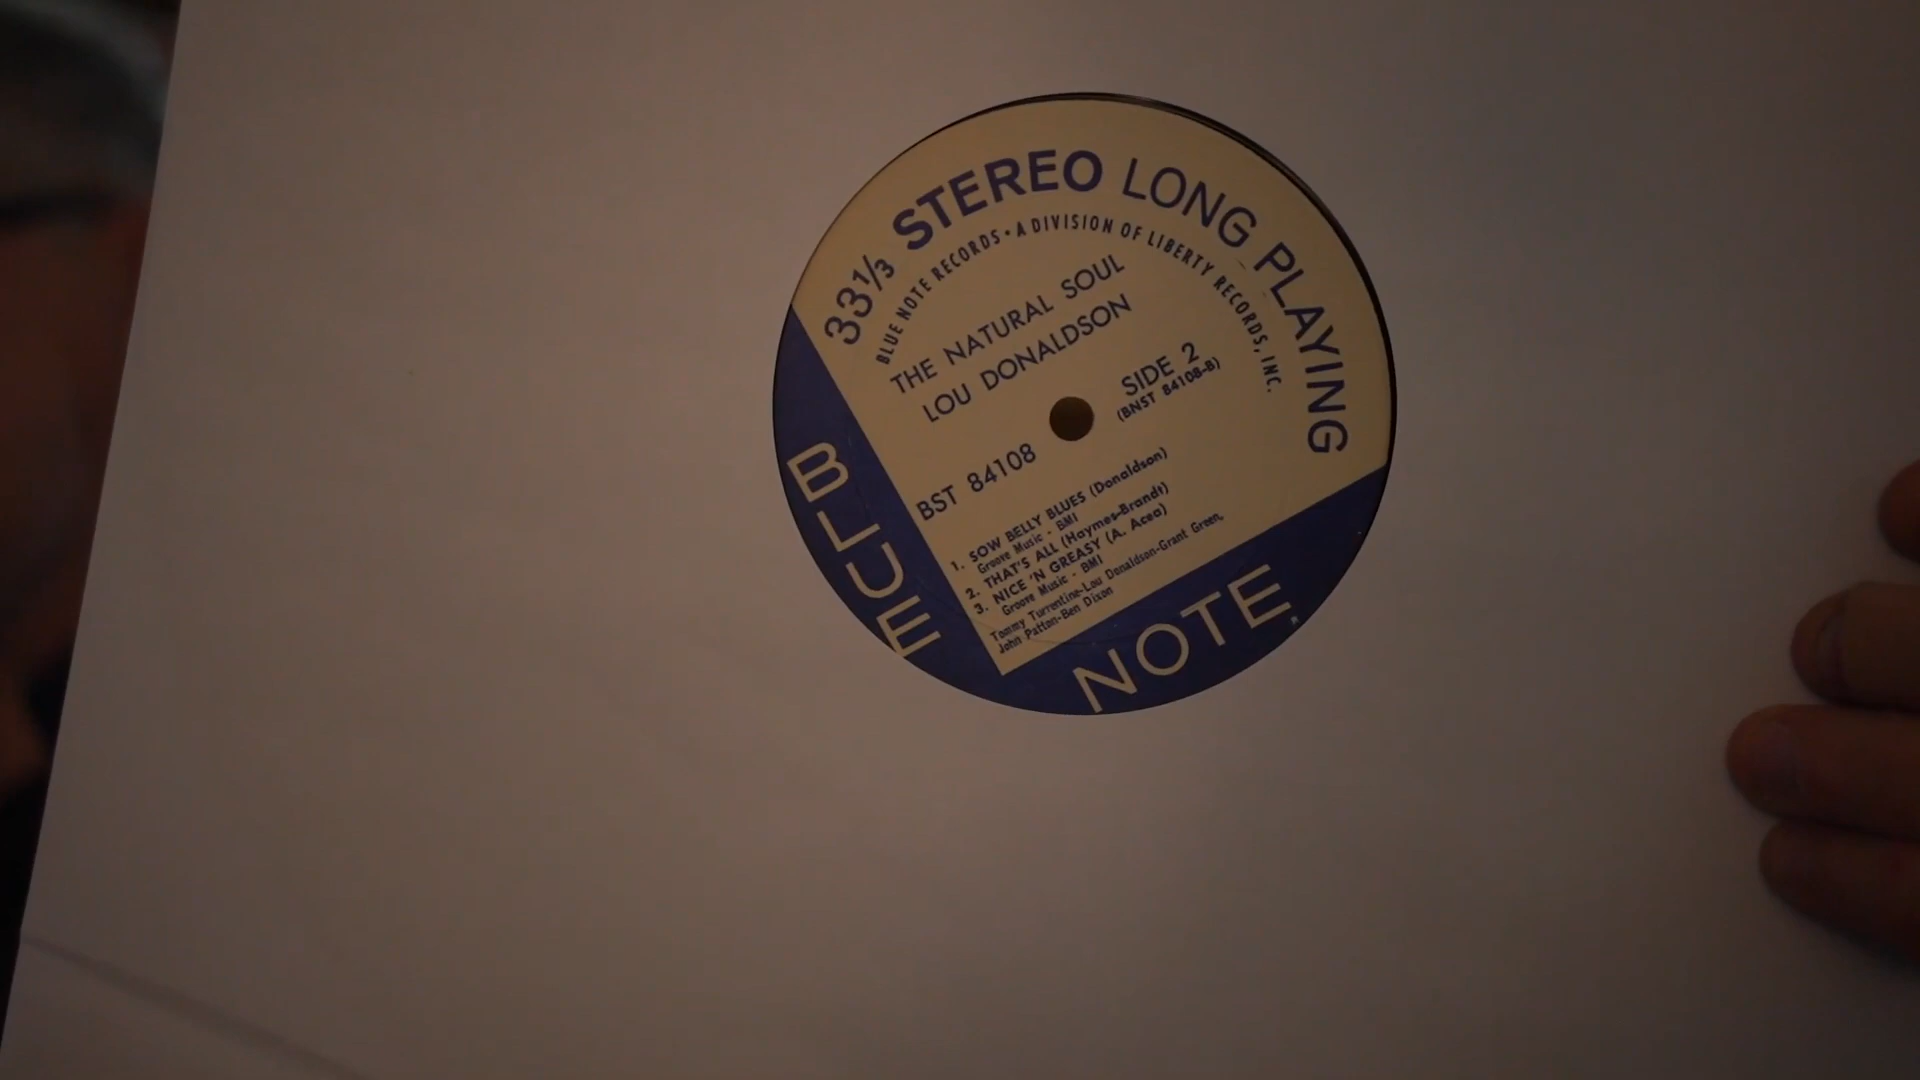 33⅓ STEREO LONG PLAYING
BLUE NOTE RECORDS • A DIVISION OF LIBERTY RECORDS, INC.
THE NATURAL SOUL
LOU DONALDSON
SIDE 2
(BNST 84108-B)
BST 84108
1. SOW BELLY BLUES (Donaldson)
Groove Music - BMI
2. THAT'S ALL (Haymes-Brandt)
3. NICE 'N GREASY (A. Acea)
Groove Music - BMI
Tommy Turrentine-Lou Donaldson-Grant Green,
John Patton-Ben Dixon
BLUE
NOTE